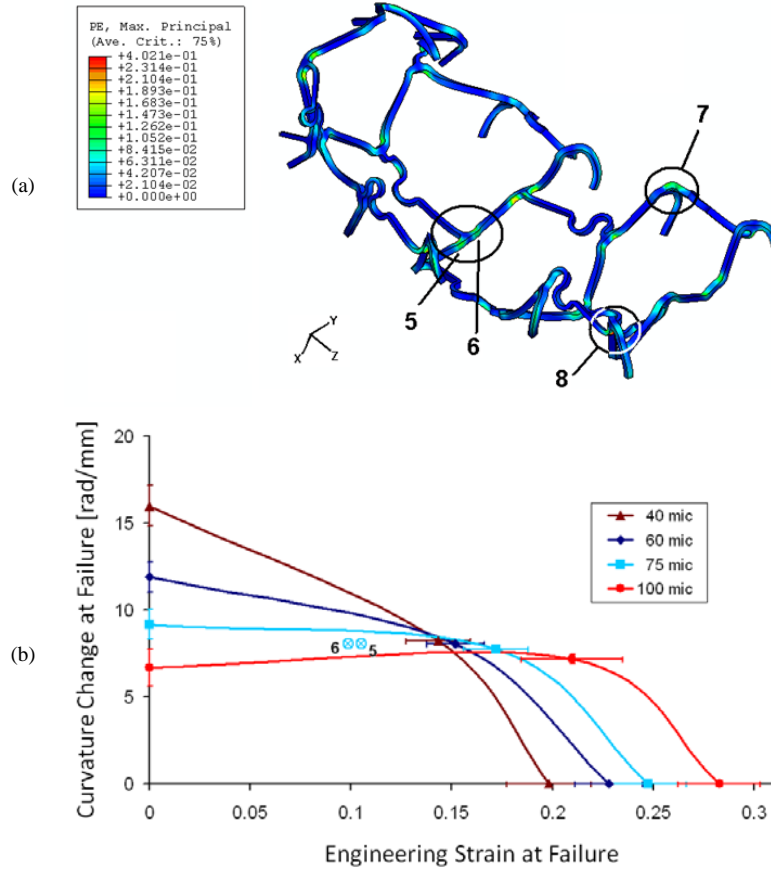 PE, Max. Principal
(Ave. Crit.: 75%)
+4.021e-01
+2.314e-01
+2.104e-01
+1.893e-01
+1.683e-01
+1.473e-01
+1.262e-01
+1.052e-01
+8.415e-02
+6.311e-02
+4.207e-02
+2.104e-02
+0.000e+00
(a)
7
5
6
8
Y
X
Z
(b)
Curvature Change at Failure [rad/mm]
20
15
10
5
0
40 mic
60 mic
75 mic
100 mic
6
5
0
0.05
0.1
0.15
0.2
0.25
0.3
Engineering Strain at Failure